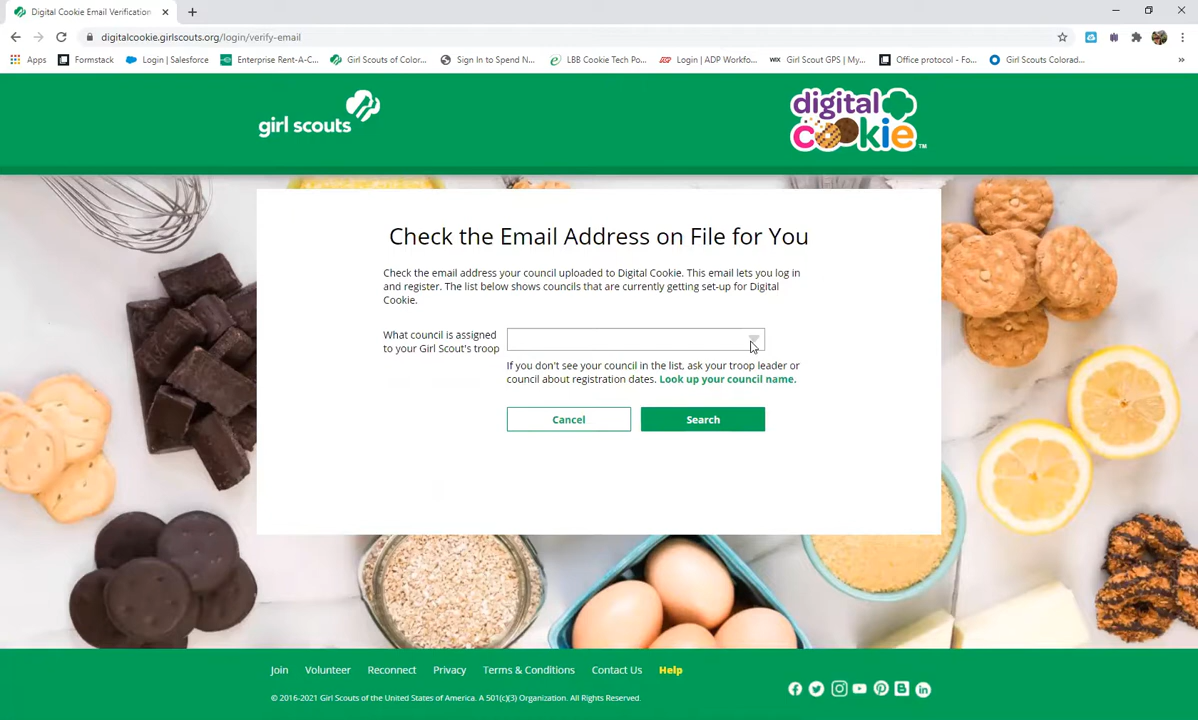 Digital Cookie Email Verification
digitalcookie.girlscouts.org/login/verify-email
Apps
Formstack
Login | Salesforce
Enterprise Rent-A-C...
Girl Scouts of Color...
Sign In to Spend N...
LBB Cookie Tech Po...
Login | ADP Workfo...
WIX Girl Scout GPS | My...
Office protocol - Fo...
Girl Scouts Colorad...
girl scouts
digital
cookie™
Check the Email Address on File for You
Check the email address your council uploaded to Digital Cookie. This email lets you log in
and register. The list below shows councils that are currently getting set-up for Digital
Cookie.
What council is assigned
to your Girl Scout's troop
If you don't see your council in the list, ask your troop leader or
council about registration dates. Look up your council name.
Cancel
Search
Join
Volunteer
Reconnect
Privacy
Terms & Conditions
Contact Us
Help
© 2016-2021 Girl Scouts of the United States of America. A 501(c)(3) Organization. All Rights Reserved.